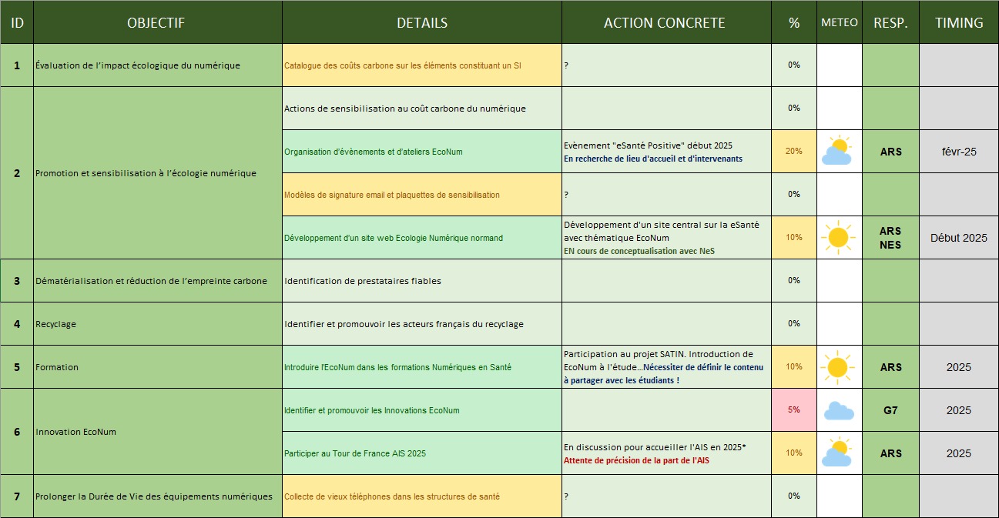 ID OBJECTIF DETAILS ACTION CONCRETE % METEO RESP. TIMING
1 Évaluation de l’impact écologique du numérique Catalogue des coûts carbone sur les éléments constituant un SI ? 0%
Actions de sensibilisation au coût carbone du numérique 0%
Organisation d'évènements et d'ateliers EcoNum
Evènement "eSanté Positive" début 2025
En recherche de lieu d'accueil et d'intervenants
20% ARS févr-25
2 Promotion et sensibilisation à l’écologie numérique
Modèles de signature email et plaquettes de sensibilisation ? 0%
Développement d'un site web Ecologie Numérique normand
Développement d'un site central sur la eSanté
avec thématique EcoNum
EN cours de conceptualisation avec NeS
10%
ARS
NES
Début 2025
3 Dématérialisation et réduction de l’empreinte carbone Identification de prestataires fiables 0%
4 Recyclage Identifier et promouvoir les acteurs français du recyclage 0%
5 Formation Introduire l'EcoNum dans les formations Numériques en Santé
Participation au projet SATIN. Introduction de
EcoNum à l'étude…Nécessiter de définir le contenu
à partager avec les étudiants !
10% ARS 2025
6 Innovation EcoNum
Identifier et promouvoir les Innovations EcoNum 5% G7 2025
Participer au Tour de France AIS 2025
En discussion pour accueiller l'AIS en 2025*
Attente de précision de la part de l'AIS
10% ARS 2025
7 Prolonger la Durée de Vie des équipements numériques Collecte de vieux téléphones dans les structures de santé ? 0%